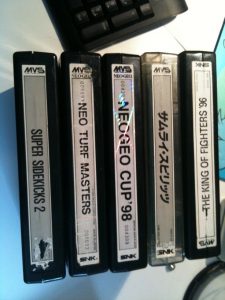 MVS
SUPER SIDEKICKS 2
MVS
NEOGEO
NEO TURF MASTERS
SNK
MVS
NEOGEO
NEOGEO CUP'98
SNK
MVS
サムライスピリッツ
SNK
THE KING OF FIGHTERS '96
MVS